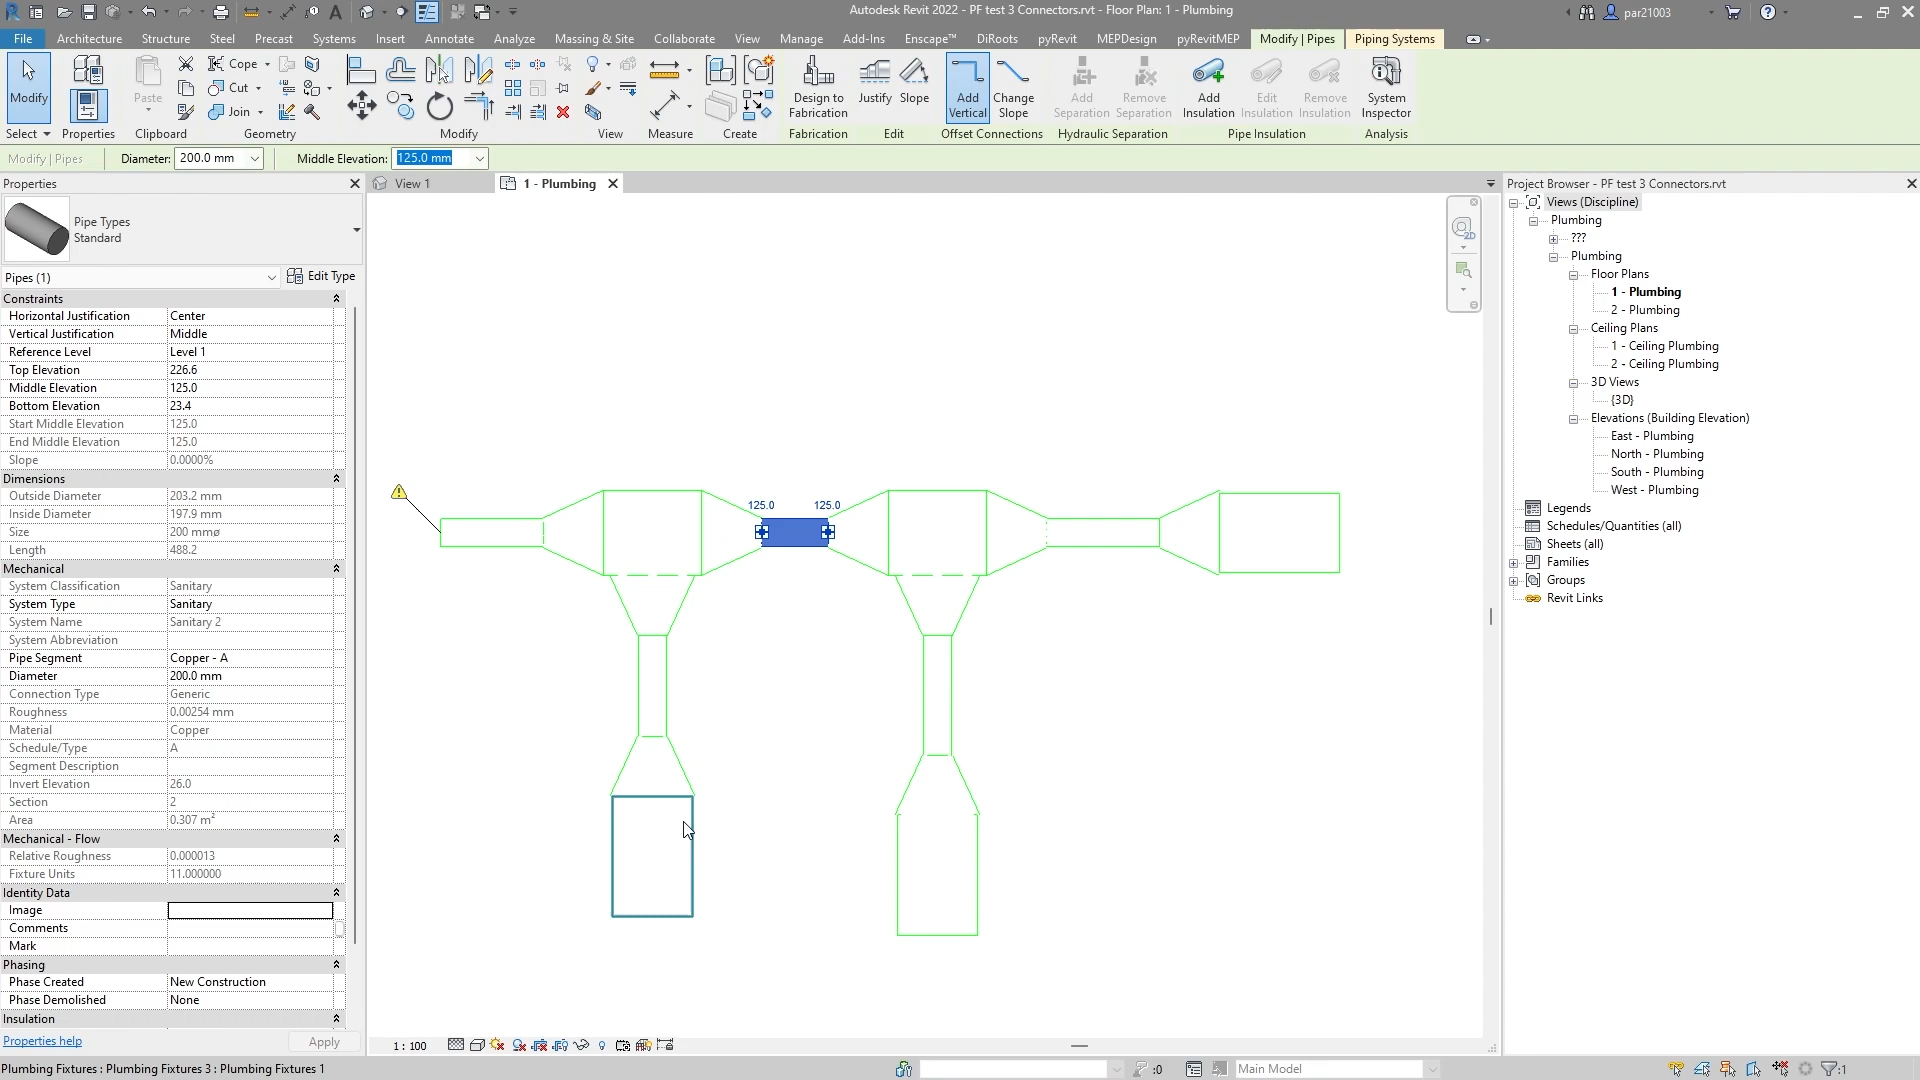 Autodesk Revit 2022 - PF test 3 Connectors.rvt - Floor Plan: 1 - Plumbing
par21003
File
Architecture
Structure
Steel
Precast
Systems
Insert
Annotate
Analyze
Massing & Site
Collaborate
View
Manage
Add-Ins
Enscape™
DiRoots
pyRevit
MEPDesign
pyRevitMEP
Modify | Pipes
Piping Systems
Modify
Paste
Cope
Cut
Join
Design to
Fabrication
Justify
Slope
Add
Vertical
Change
Slope
Add
Separation
Remove
Separation
Add
Insulation
Edit
Insulation
Remove
Insulation
System
Inspector
Select
Properties
Clipboard
Geometry
Modify
View
Measure
Create
Fabrication
Edit
Offset Connections
Hydraulic Separation
Pipe Insulation
Analysis
Modify | Pipes
Diameter: 200.0 mm
Middle Elevation: 125.0 mm
Properties
Pipe Types
Standard
Pipes (1)
Edit Type
Constraints
Horizontal Justification Center
Vertical Justification Middle
Reference Level Level 1
Top Elevation 226.6
Middle Elevation 125.0
Bottom Elevation 23.4
Start Middle Elevation 125.0
End Middle Elevation 125.0
Slope 0.0000%
Dimensions
Outside Diameter 203.2 mm
Inside Diameter 197.9 mm
Size 200 mmø
Length 488.2
Mechanical
System Classification Sanitary
System Type Sanitary
System Name Sanitary 2
System Abbreviation
Pipe Segment Copper - A
Diameter 200.0 mm
Connection Type Generic
Roughness 0.00254 mm
Material Copper
Schedule/Type A
Segment Description
Invert Elevation 26.0
Section 2
Area 0.307 m²
Mechanical - Flow
Relative Roughness 0.000013
Fixture Units 11.000000
Identity Data
Image
Comments
Mark
Phasing
Phase Created New Construction
Phase Demolished None
Insulation
Properties help
Apply
View 1
1 - Plumbing
2D
125.0
125.0
1 : 100
Project Browser - PF test 3 Connectors.rvt
Views (Discipline)
Plumbing
???
Plumbing
Floor Plans
1 - Plumbing
2 - Plumbing
Ceiling Plans
1 - Ceiling Plumbing
2 - Ceiling Plumbing
3D Views
{3D}
Elevations (Building Elevation)
East - Plumbing
North - Plumbing
South - Plumbing
West - Plumbing
Legends
Schedules/Quantities (all)
Sheets (all)
Families
Groups
Revit Links
Plumbing Fixtures : Plumbing Fixtures 3 : Plumbing Fixtures 1
:0
Main Model
:1